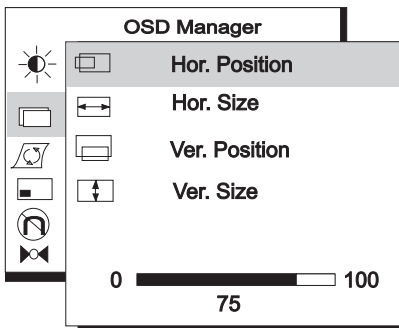 OSD Manager
Hor. Position
Hor. Size
Ver. Position
Ver. Size
0 100
75